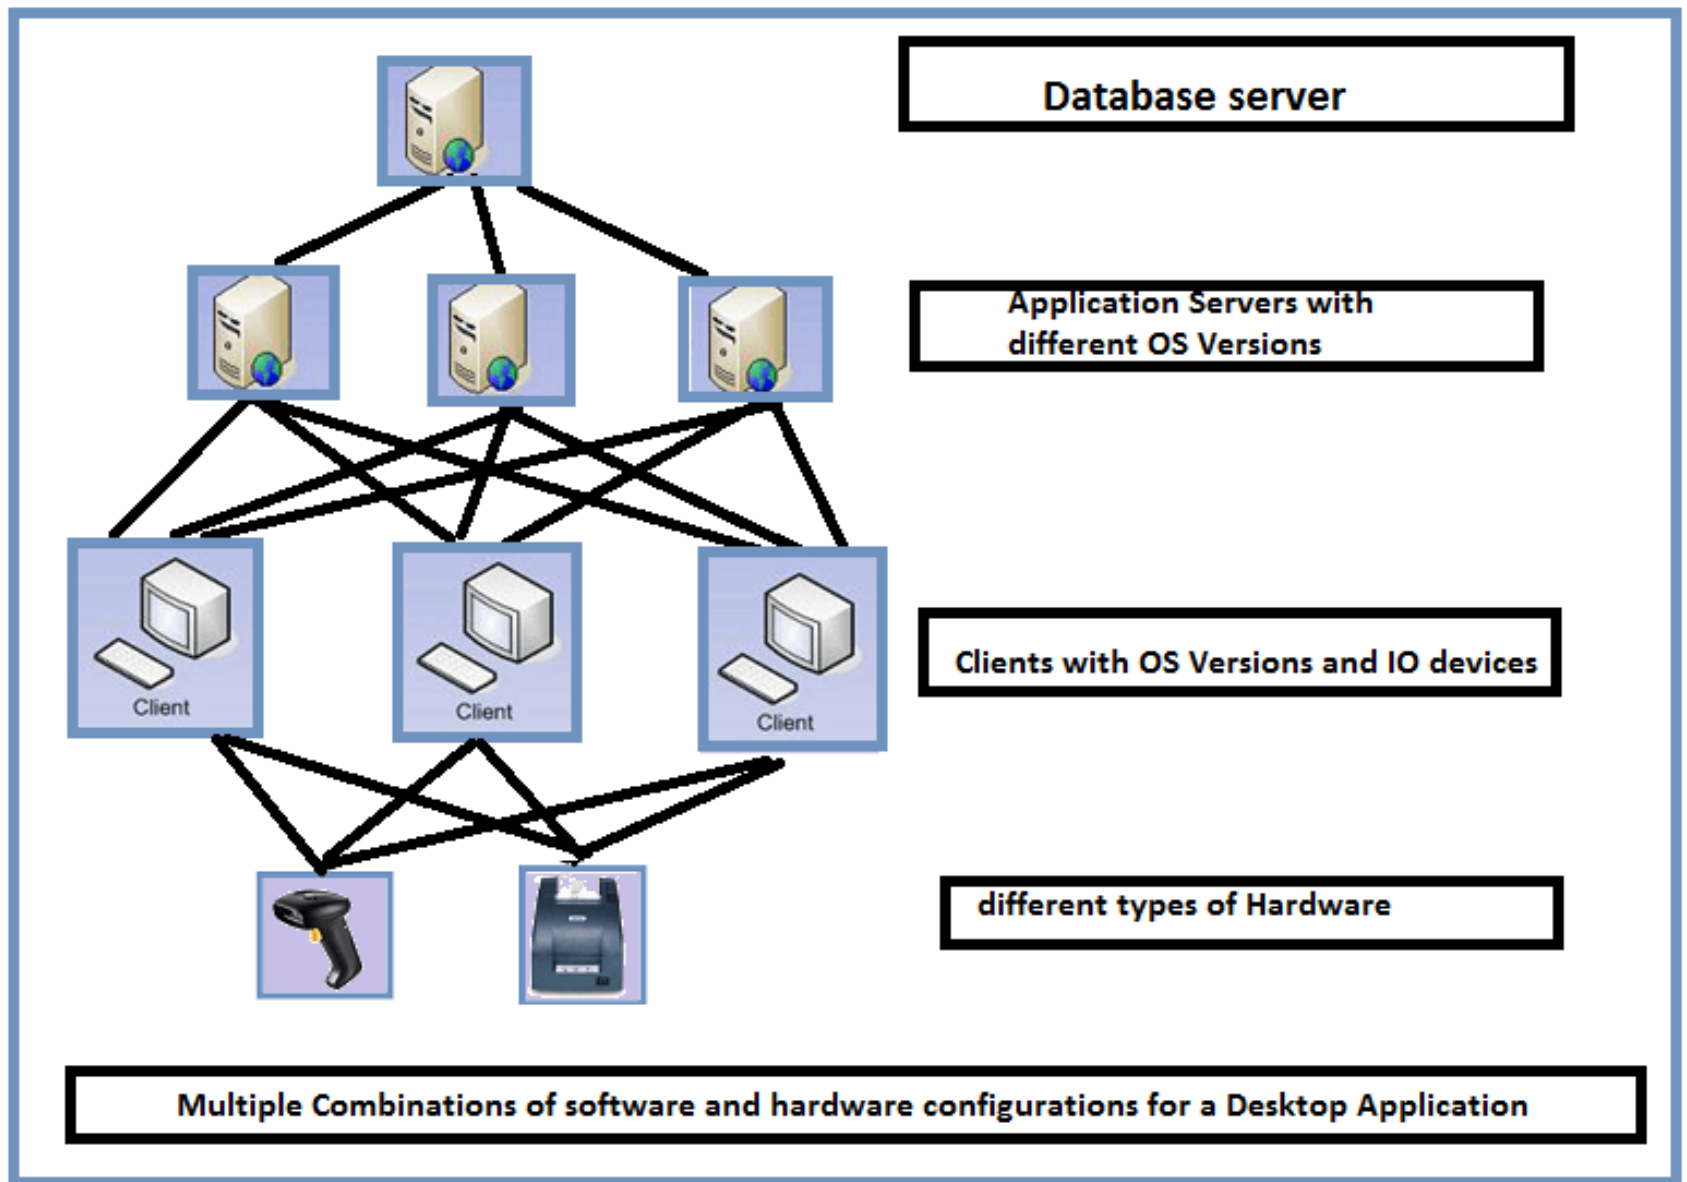 Database server
Application Servers with
different OS Versions
Client
Client
Client
Clients with OS Versions and IO devices
different types of Hardware
Multiple Combinations of software and hardware configurations for a Desktop Application